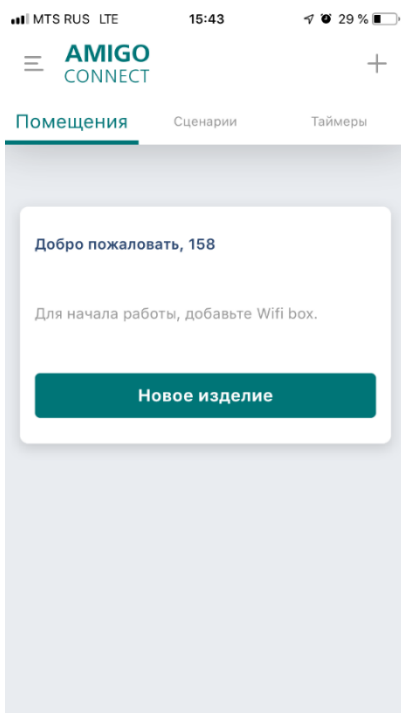 MTS RUS LTE 15:43 29 %
AMIGO
CONNECT
Помещения Сценарии Таймеры
Добро пожаловать, 158
Для начала работы, добавьте Wifi box.
Новое изделие